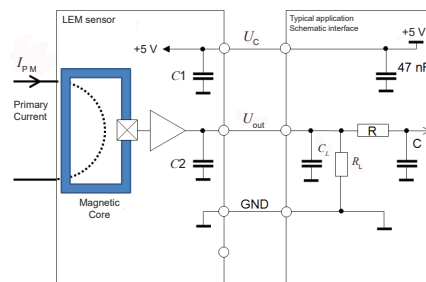 LEM sensor
Typical application
Schematic interface
+5 V
U_C
+5 V
I_PM
C1
47 nF
Primary
Current
U_out
R
C2
C_L
R_L
C
Magnetic
Core
GND